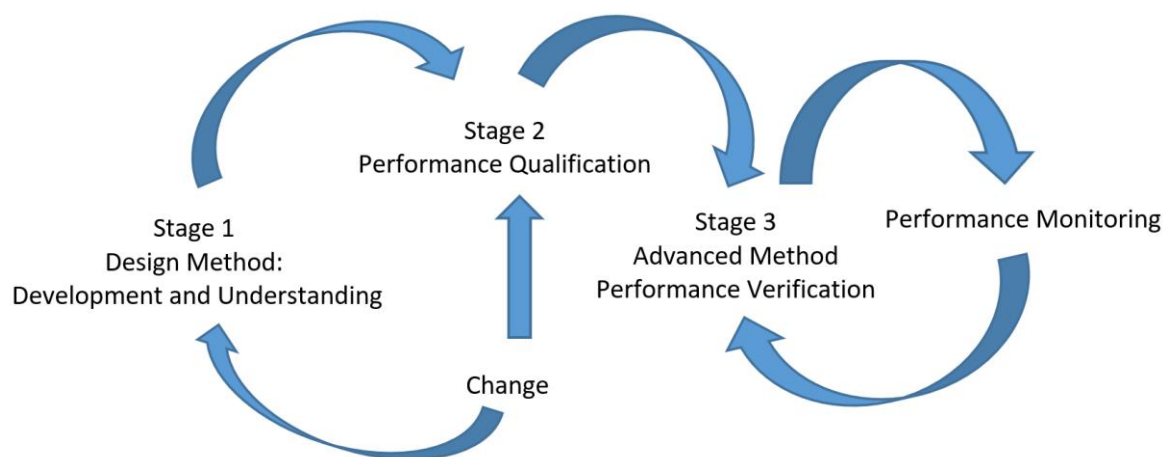 Stage 1
Design Method:
Development and Understanding
Stage 2
Performance Qualification
Change
Stage 3
Advanced Method
Performance Verification
Performance Monitoring